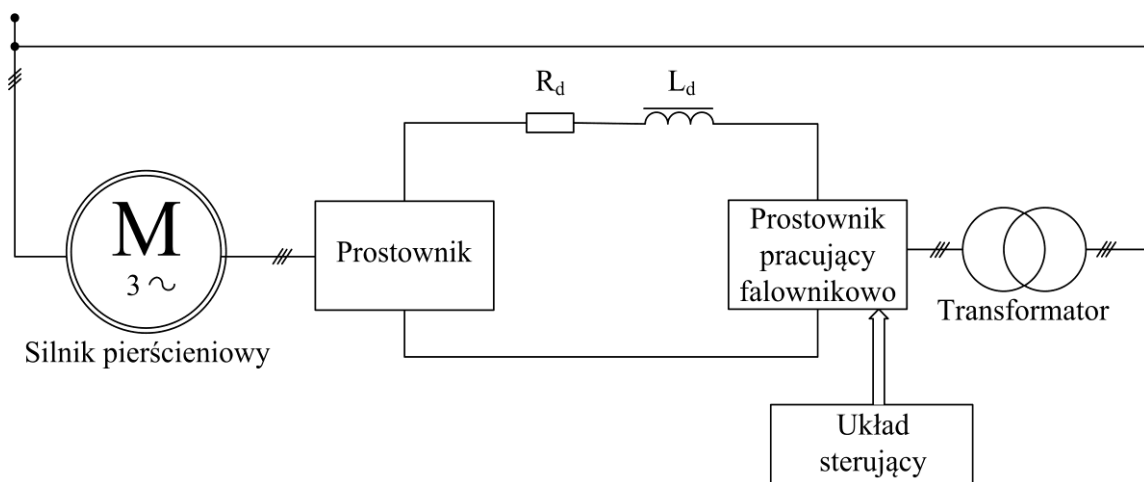 R_d
L_d
M
3 ~
Silnik pierścieniowy
Prostownik
Prostownik
pracujący
falownikowo
Transformator
Układ
sterujący